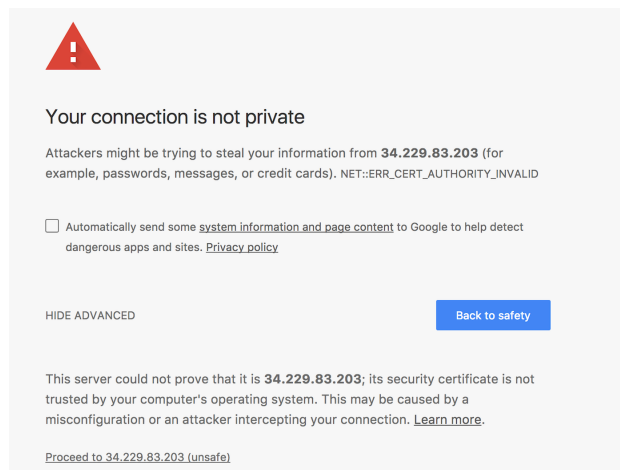 Your connection is not private
Attackers might be trying to steal your information from 34.229.83.203 (for
example, passwords, messages, or credit cards). NET::ERR_CERT_AUTHORITY_INVALID
Automatically send some system information and page content to Google to help detect
dangerous apps and sites. Privacy policy
HIDE ADVANCED
Back to safety
This server could not prove that it is 34.229.83.203; its security certificate is not
trusted by your computer's operating system. This may be caused by a
misconfiguration or an attacker intercepting your connection. Learn more.
Proceed to 34.229.83.203 (unsafe)